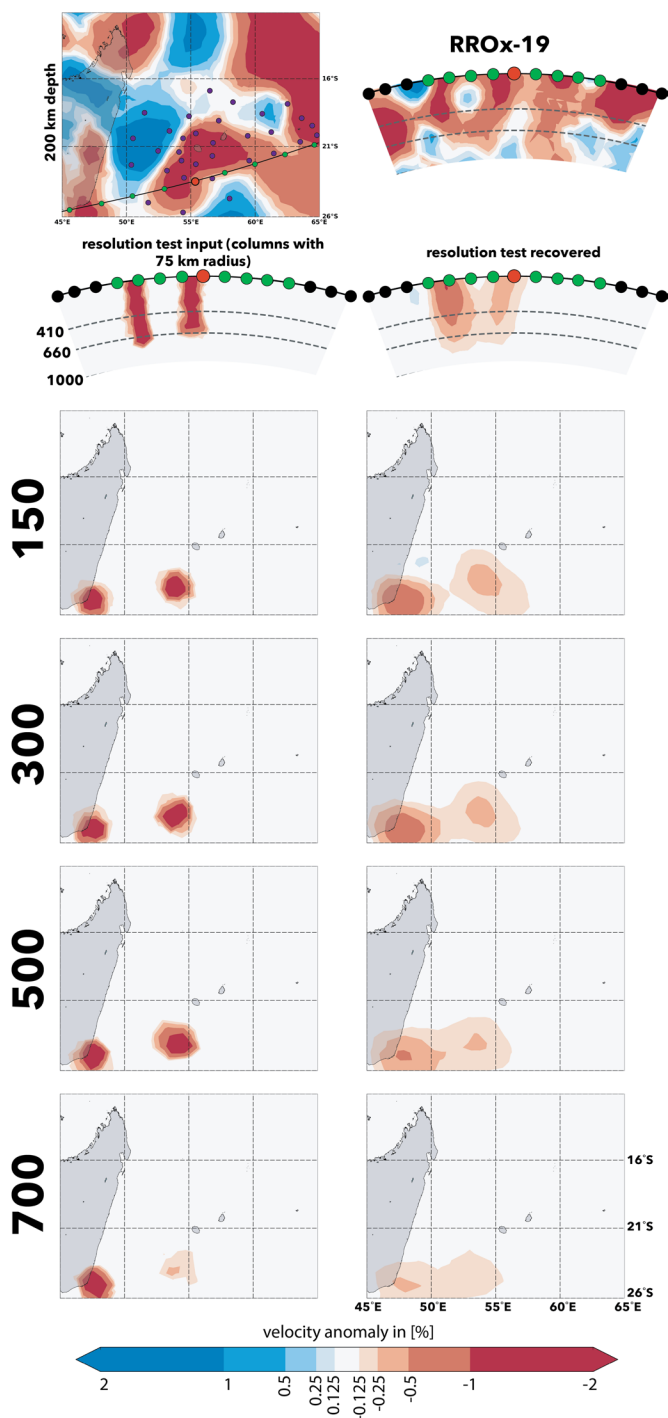 RROx-19
200 km depth
16°S
21°S
26°S
45°E 50°E 55°E 60°E 65°E
resolution test input (columns with
75 km radius)
resolution test recovered
410
660
1000
150
300
500
700
16°S
21°S
26°S
45°E 50°E 55°E 60°E 65°E
velocity anomaly in [%]
2 1 0.5 0.25 0.125 -0.125 -0.25 -0.5 -1 -2